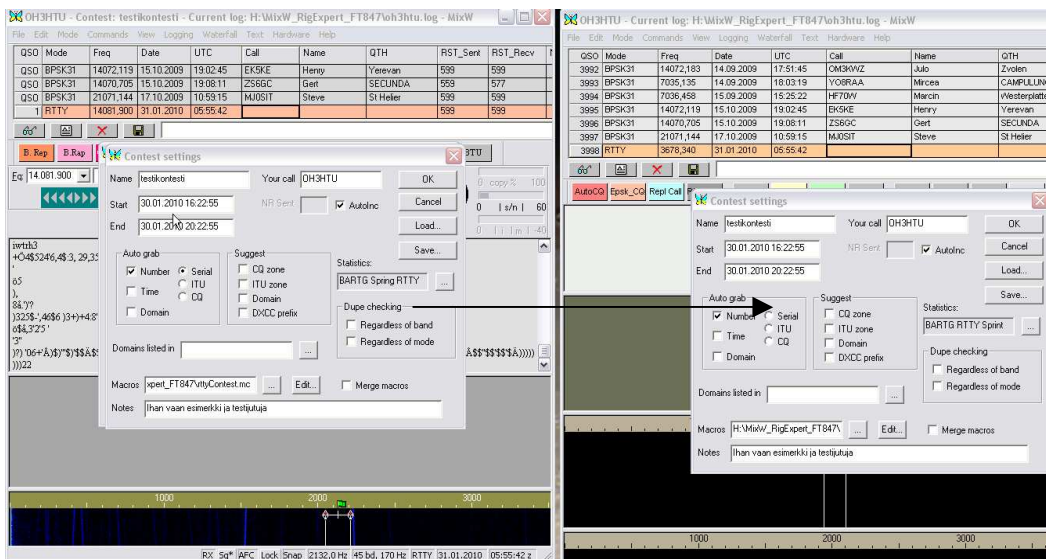 OH3HTU - Contest: testikontesti - Current log: H:\MixW_RigExpert_FT847\oh3htu.log - MixW
File Edit Mode Commands View Logging Waterfall Text Hardware Help
QSO Mode Freq Date UTC Call Name QTH RST_Sent RST_Recv
QSO BPSK31 14072,119 15.10.2009 19:02:45 EK5KE Henry Yerevan 599 599
QSO BPSK31 14070,705 15.10.2009 19:08:11 ZS6GC Gert SECUNDA 559 577
QSO BPSK31 21071,144 17.10.2009 10:59:15 MJ0SIT Steve St Helier 599 599
1 RTTY 14081,900 31.01.2010 05:55:42 599 599
B. Rep B.Rap BTU
Fq: 14.081.900
copy % 100
0 | s/n | 60
Contest settings
Name testikontesti Your call OH3HTU OK
Start 30.01.2010 16:22:55 NR Sent AutoInc Cancel
End 30.01.2010 20:22:55 Load...
Save...
Auto grab Suggest
Number Serial CQ zone Statistics:
ITU ITU zone BARTG Spring RTTY ...
Time CQ Domain Dupe checking
Domain DXCC prefix Regardless of band
Regardless of mode
Domains listed in ...
Macros xpert_FT847\rttyContest.mc ... Edit... Merge macros
Notes Ihan vaan esimerkki ja testijutuja
iwtrh3
)))22
1000 2000 3000
RX Sq* AFC Lock Snap 2132,0 Hz 45 bd, 170 Hz RTTY 31.01.2010 05:55:42 z
OH3HTU - Current log: H:\MixW_RigExpert_FT847\oh3htu.log - MixW
File Edit Mode Commands View Logging Waterfall Text Hardware Help
QSO Mode Freq Date UTC Call Name QTH
3992 BPSK31 14072,183 14.09.2009 17:51:45 OM3KWZ Julo Zvolen
3993 BPSK31 7035,135 14.09.2009 18:03:19 YO8RAA Mircea CAMPULUN
3994 BPSK31 7036,458 15.09.2009 15:25:22 HF70W Marcin Westerplatte
3995 BPSK31 14072,119 15.10.2009 19:02:45 EK5KE Henry Yerevan
3996 BPSK31 14070,705 15.10.2009 19:08:11 ZS6GC Gert SECUNDA
3997 BPSK31 21071,144 17.10.2009 10:59:15 MJ0SIT Steve St Helier
3998 RTTY 3678,340 31.01.2010 05:55:42
AutoCQ Epsk_CQ Repl Call
Contest settings
Name testikontesti Your call OH3HTU OK
Start 30.01.2010 16:22:55 NR Sent AutoInc Cancel
End 30.01.2010 20:22:55 Load...
Save...
Auto grab Suggest
Number Serial CQ zone Statistics:
ITU ITU zone BARTG RTTY Sprint ...
Time CQ Domain Dupe checking
Domain DXCC prefix Regardless of band
Regardless of mode
Domains listed in ...
Macros H:\MixW_RigExpert_FT847\ ... Edit... Merge macros
Notes Ihan vaan esimerkki ja testijutuja
1000 2000 3000